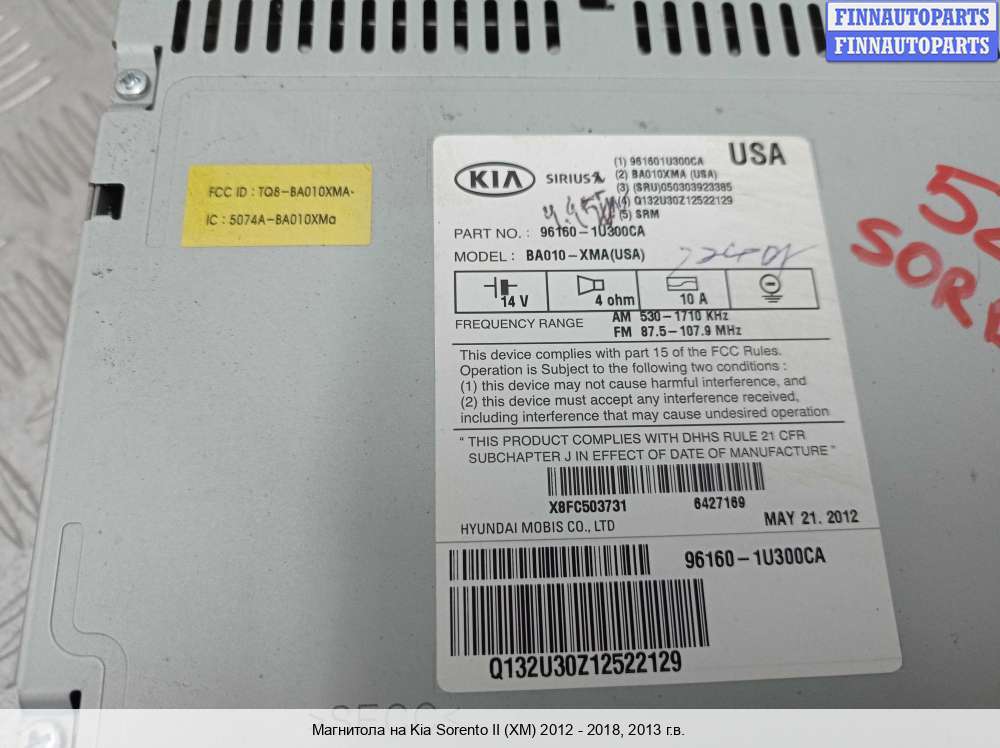 FINNAUTOPARTS
FINNAUTOPARTS
FCC ID : TQ8-BA010XMA
IC : 5074A-BA010XMa
KIA
SIRIUS
USA
(1) 961601U300CA
(2) BA010XMA (USA)
(3) (SRU)050303923385
(4) Q132U30Z12522129
(5) SRM
PART NO. : 96160-1U300CA
MODEL : BA010-XMA(USA)
14 V
4 ohm
10 A
FREQUENCY RANGE
AM 530-1710 KHz
FM 87.5-107.9 MHz
This device complies with part 15 of the FCC Rules.
Operation is Subject to the following two conditions :
(1) this device may not cause harmful interference, and
(2) this device must accept any interference received,
including interference that may cause undesired operation
" THIS PRODUCT COMPLIES WITH DHHS RULE 21 CFR
SUBCHAPTER J IN EFFECT OF DATE OF MANUFACTURE "
X8FC503731
6427169
HYUNDAI MOBIS CO., LTD
MAY 21. 2012
96160-1U300CA
Q132U30Z12522129
>SECC<
Магнитола на Kia Sorento II (XM) 2012 - 2018, 2013 г.в.